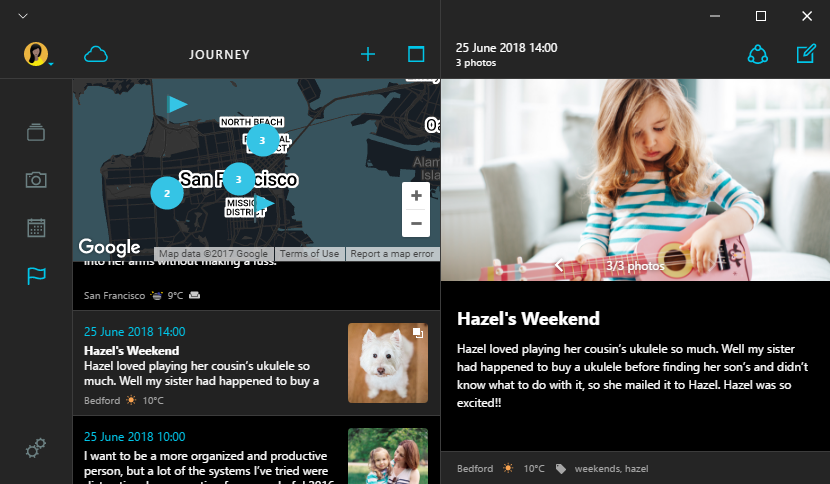 JOURNEY
NORTH BEACH
3
DISTRICT
San Francisco
3
2
MISSION
DISTRICT
+
−
Google
Map data ©2017 Google
Terms of Use
Report a map error
into her arms without making a fuss.
San Francisco 9°C
25 June 2018 14:00
Hazel's Weekend
Hazel loved playing her cousin’s ukulele so
much. Well my sister had happened to buy a
Bedford 10°C
25 June 2018 10:00
I want to be a more organized and productive
person, but a lot of the systems I’ve tried were
25 June 2018 14:00
3 photos
3/3 photos
Hazel's Weekend
Hazel loved playing her cousin’s ukulele so much. Well my sister
had happened to buy a ukulele before finding her son’s and didn’t
know what to do with it, so she mailed it to Hazel. Hazel was so
excited!!
Bedford 10°C weekends, hazel